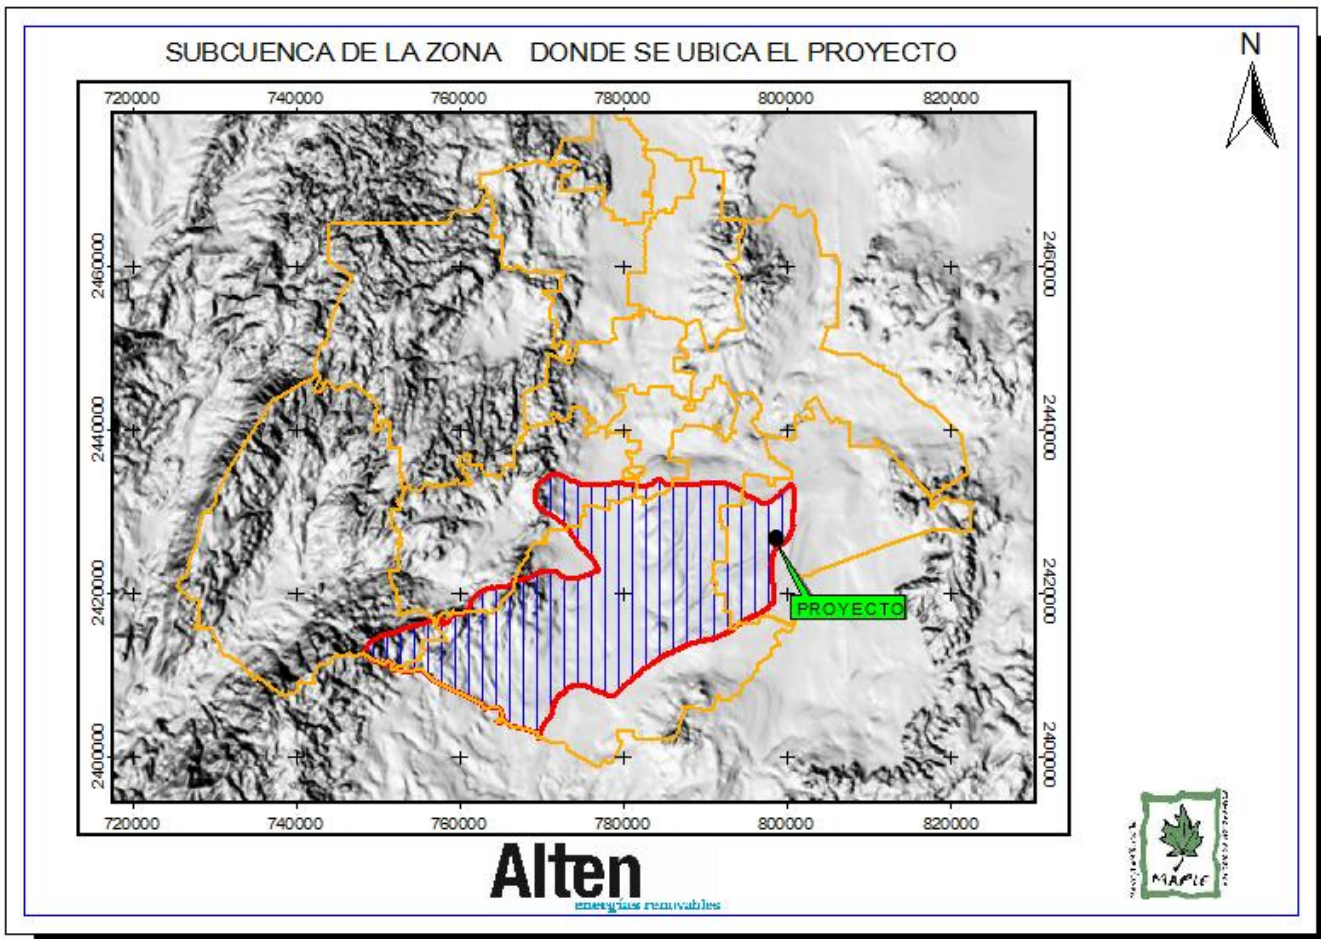 SUBCUENCA DE LA ZONA DONDE SE UBICA EL PROYECTO
N
720000 740000 760000 780000 800000 820000
2460000 2460000
2440000 2440000
2420000 2420000
PROYECTO
2400000 2400000
720000 740000 760000 780000 800000 820000
Alten
energías renovables
MAPLE